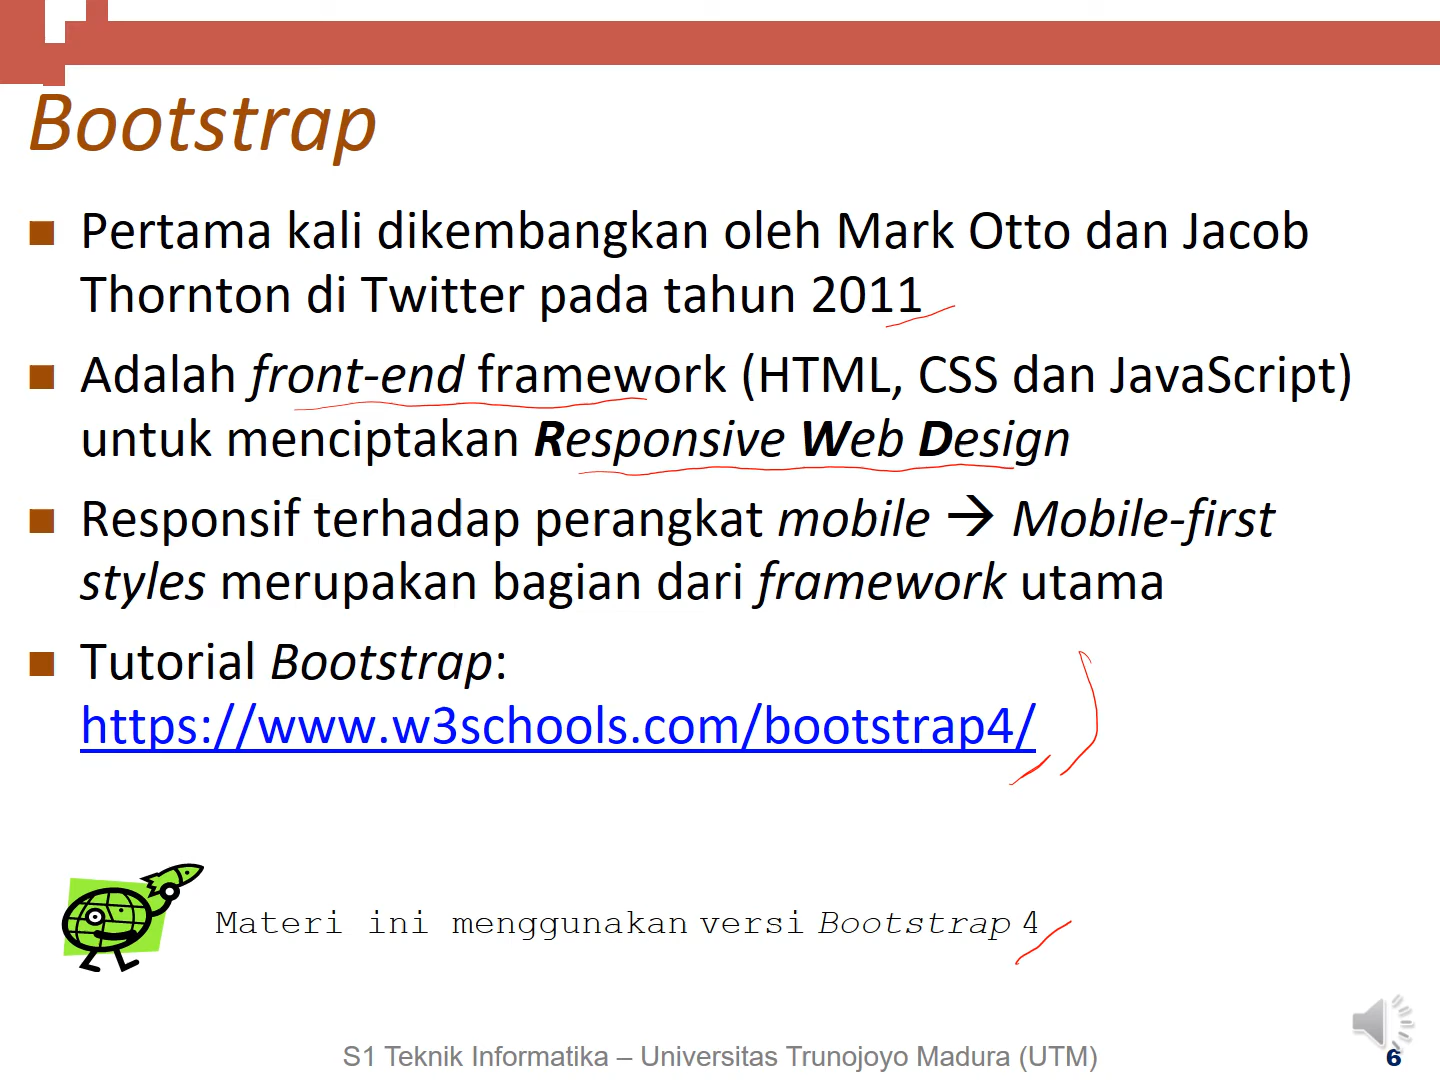 Bootstrap
Pertama kali dikembangkan oleh Mark Otto dan Jacob
Thornton di Twitter pada tahun 2011
Adalah front-end framework (HTML, CSS dan JavaScript)
untuk menciptakan Responsive Web Design
Responsif terhadap perangkat mobile → Mobile-first
styles merupakan bagian dari framework utama
Tutorial Bootstrap:
https://www.w3schools.com/bootstrap4/
Materi ini menggunakan versi Bootstrap 4
S1 Teknik Informatika – Universitas Trunojoyo Madura (UTM)
6